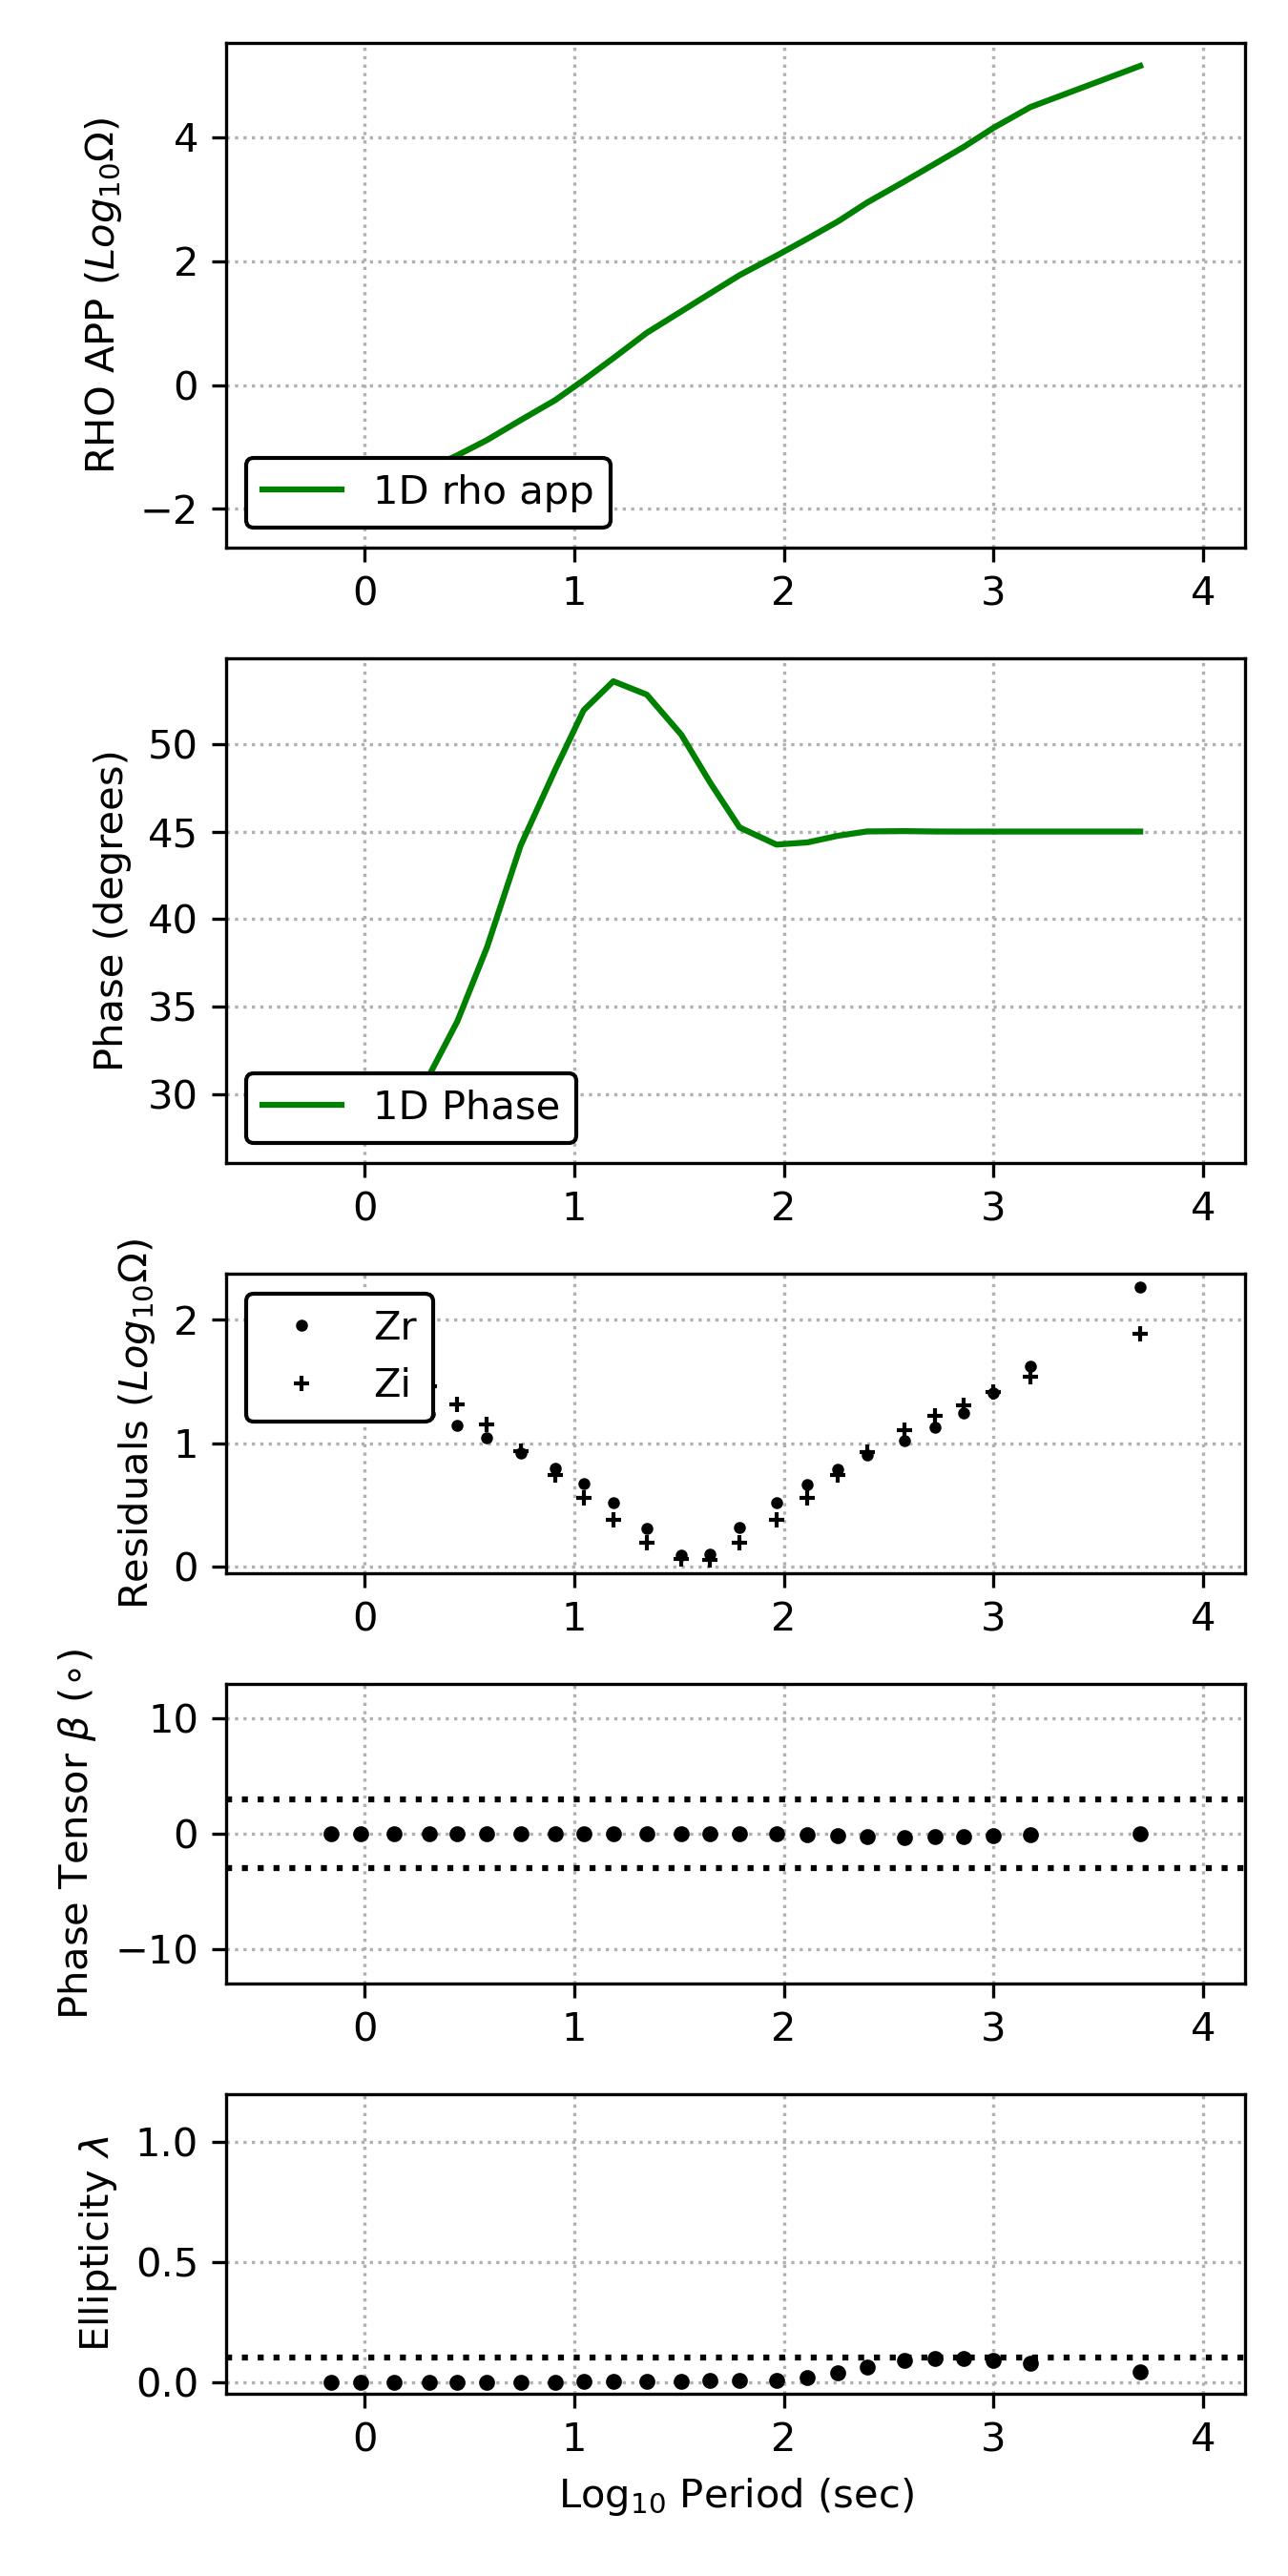 RHO APP (Log₁₀Ω)
4
2
0
−2
1D rho app
0 1 2 3 4
Phase (degrees)
50
45
40
35
30
1D Phase
0 1 2 3 4
Residuals (Log₁₀Ω)
2
1
0
Zr
Zi
0 1 2 3 4
Phase Tensor β (∘)
10
0
−10
0 1 2 3 4
Ellipticity λ
1.0
0.5
0.0
0 1 2 3 4
Log₁₀ Period (sec)